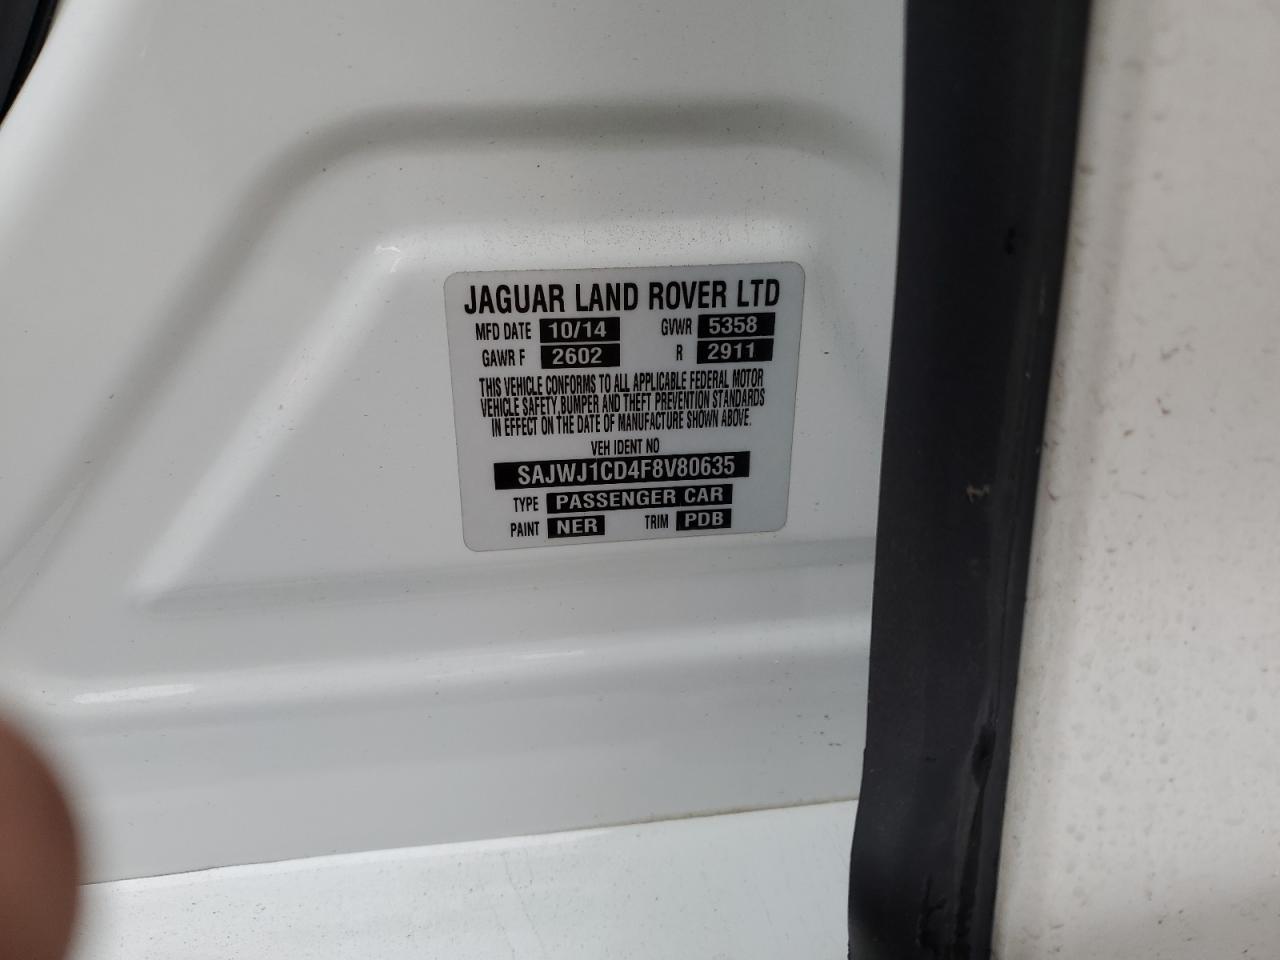 JAGUAR LAND ROVER LTD
MFD DATE 10/14 GVWR 5358
GAWR F 2602 R 2911
THIS VEHICLE CONFORMS TO ALL APPLICABLE FEDERAL MOTOR
VEHICLE SAFETY, BUMPER AND THEFT PREVENTION STANDARDS
IN EFFECT ON THE DATE OF MANUFACTURE SHOWN ABOVE.
VEH IDENT NO
SAJWJ1CD4F8V80635
TYPE PASSENGER CAR
PAINT NER TRIM PDB